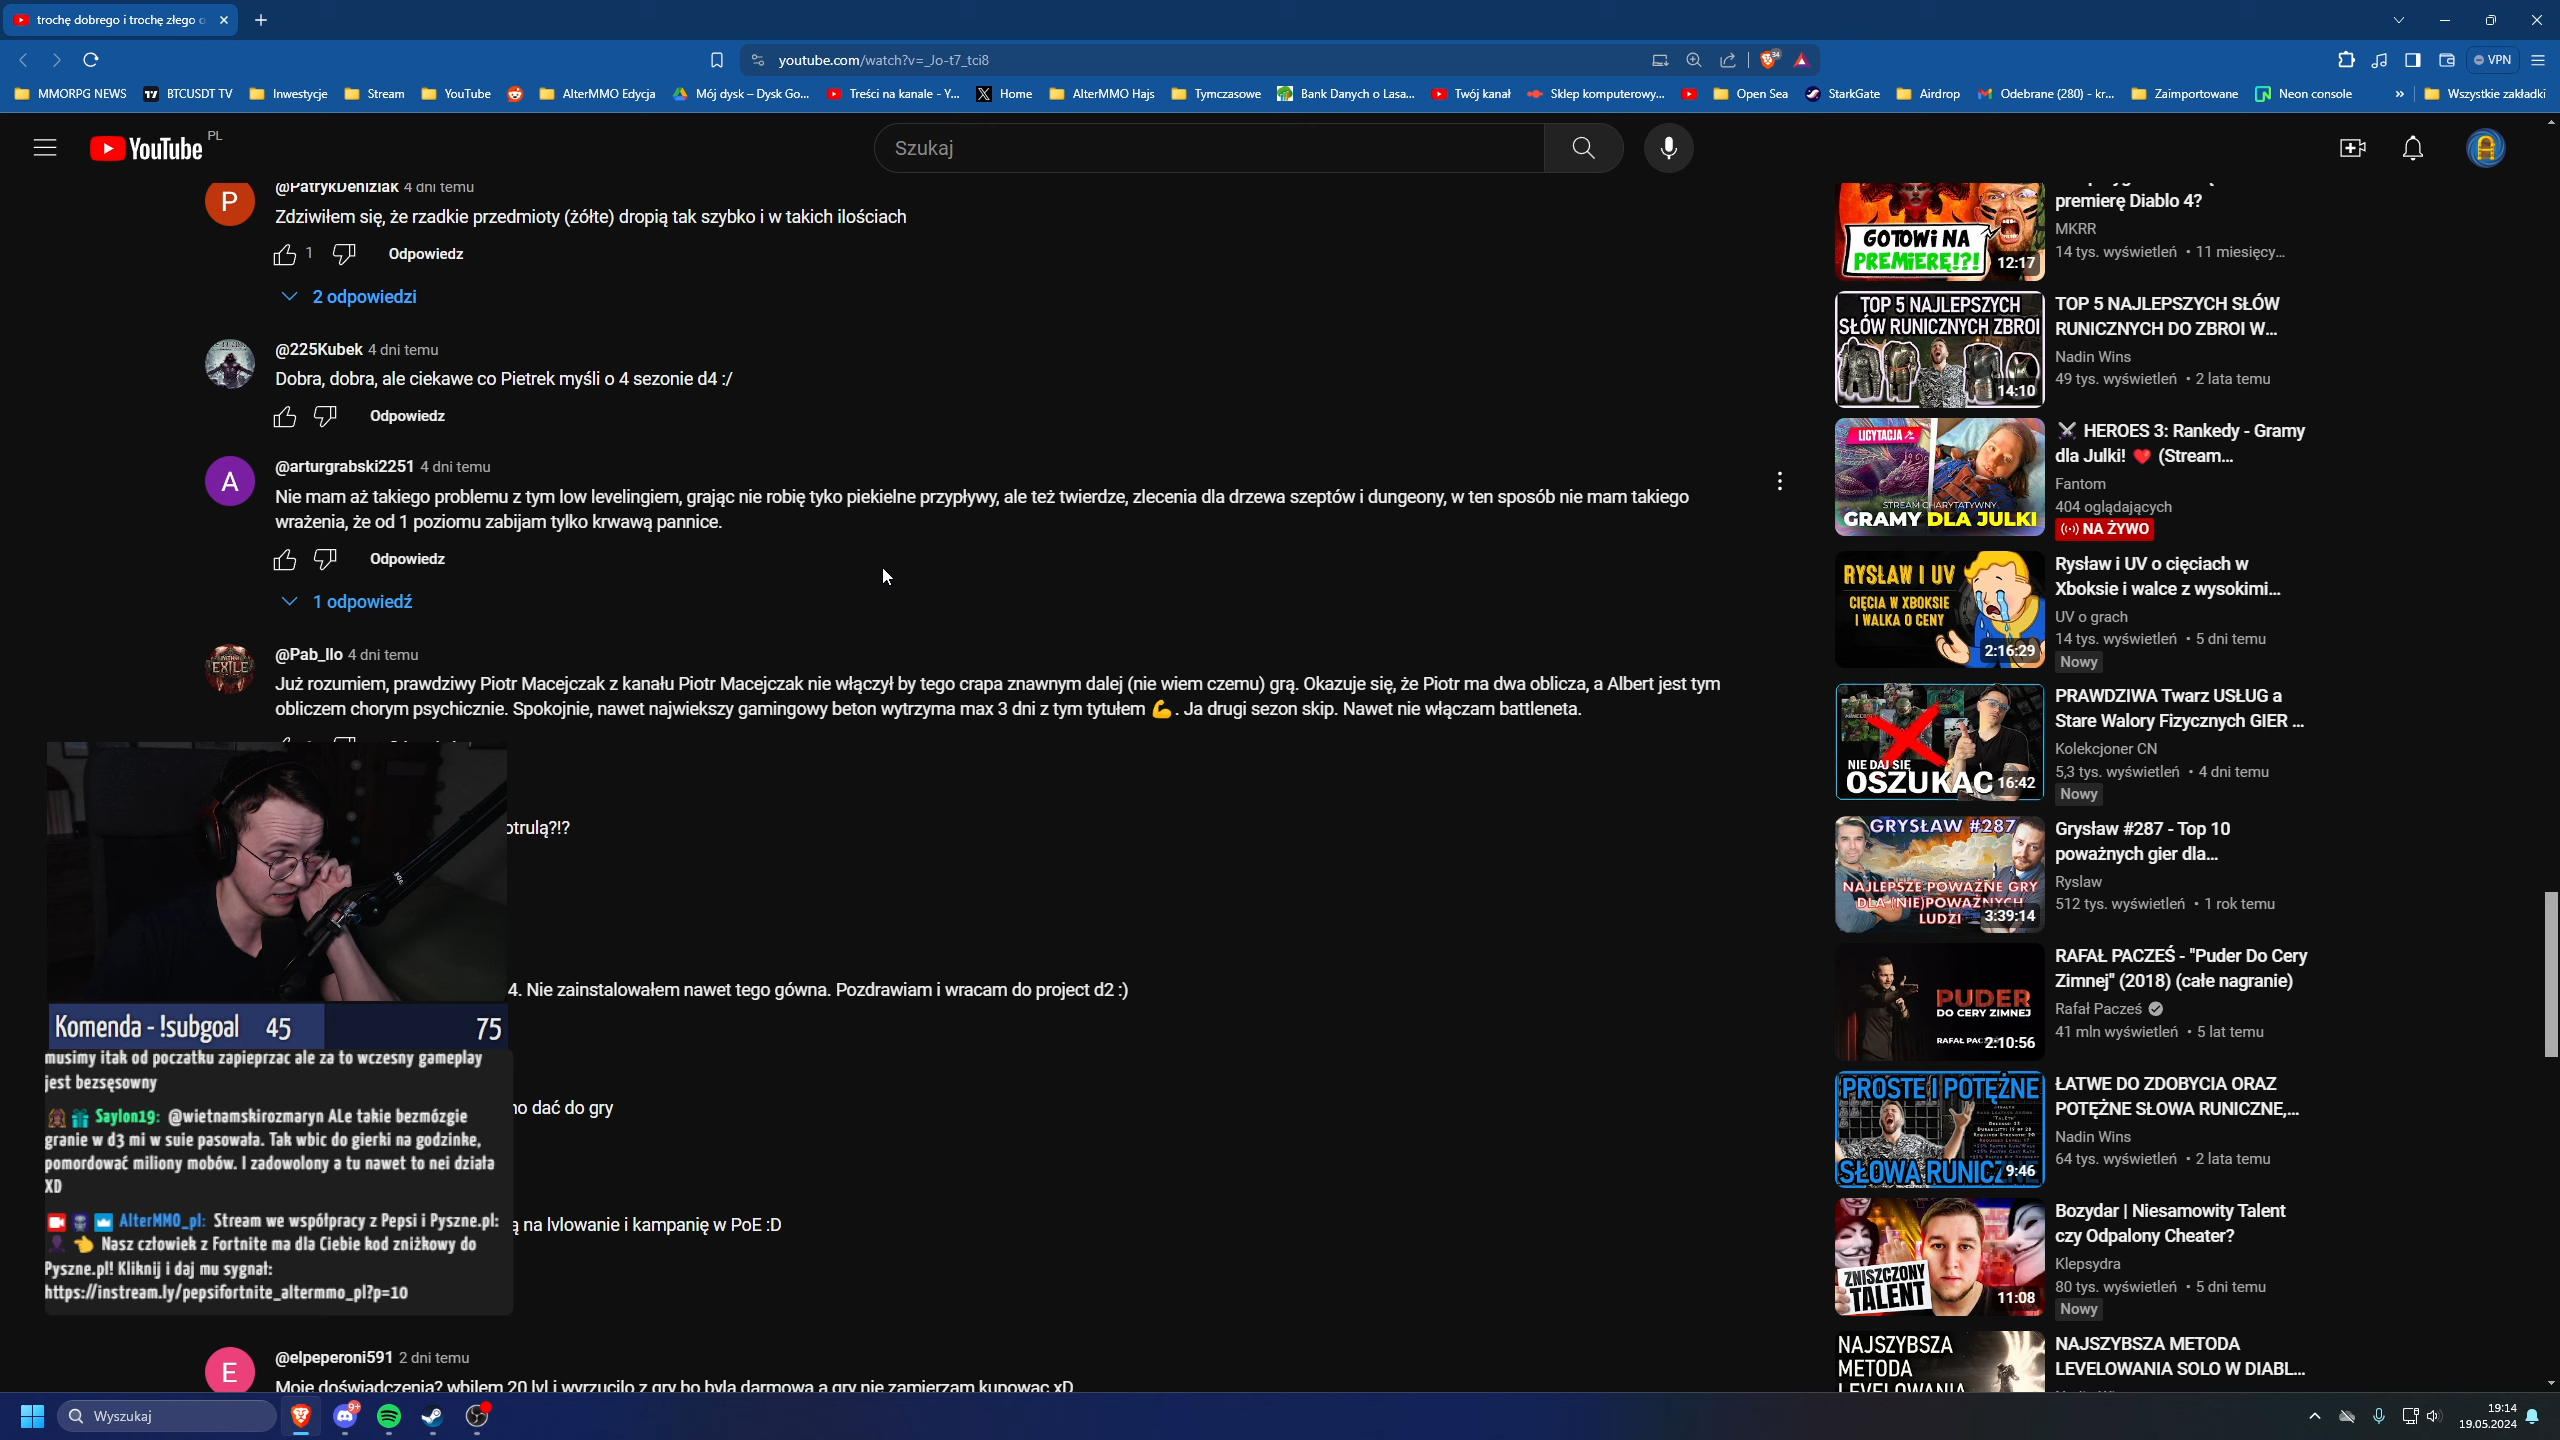 trochę dobrego i trochę złego o
youtube.com/watch?v=_Jo-t7_tci8
34
VPN
MMORPG NEWS
BTCUSDT TV
Inwestycje
Stream
YouTube
AlterMMO Edycja
Mój dysk – Dysk Go...
Treści na kanale - Y...
Home
AlterMMO Hajs
Tymczasowe
Bank Danych o Lasa...
Twój kanał
Sklep komputerowy...
Open Sea
StarkGate
Airdrop
Odebrane (280) - kr...
Zaimportowane
Neon console
»
Wszystkie zakładki
YouTube PL
Szukaj
P
@PatrykDeniziak 4 dni temu
Zdziwiłem się, że rzadkie przedmioty (żółte) dropią tak szybko i w takich ilościach
1
Odpowiedz
2 odpowiedzi
@225Kubek 4 dni temu
Dobra, dobra, ale ciekawe co Pietrek myśli o 4 sezonie d4 :/
Odpowiedz
A
@arturgrabski2251 4 dni temu
Nie mam aż takiego problemu z tym low levelingiem, grając nie robię tyko piekielne przypływy, ale też twierdze, zlecenia dla drzewa szeptów i dungeony, w ten sposób nie mam takiego
wrażenia, że od 1 poziomu zabijam tylko krwawą pannice.
Odpowiedz
1 odpowiedź
EXILE
@Pab_llo 4 dni temu
Już rozumiem, prawdziwy Piotr Macejczak z kanału Piotr Macejczak nie włączył by tego crapa znawnym dalej (nie wiem czemu) grą. Okazuje się, że Piotr ma dwa oblicza, a Albert jest tym
obliczem chorym psychicznie. Spokojnie, nawet najwiekszy gamingowy beton wytrzyma max 3 dni z tym tytułem 💪. Ja drugi sezon skip. Nawet nie włączam battleneta.
otrulą?!?
4. Nie zainstalowałem nawet tego gówna. Pozdrawiam i wracam do project d2 :)
no dać do gry
ą na lvlowanie i kampanię w PoE :D
Komenda - !subgoal 45 75
musimy itak od poczatku zapieprzac ale za to wczesny gameplay
jest bezsęsowny
Saylon19: @wietnamskirozmaryn ALe takie bezmózgie
granie w d3 mi w suie pasowała. Tak wbic do gierki na godzinke,
pomordować miliony mobów. I zadowolony a tu nawet to nei działa
XD
AlterMMO_pl: Stream we współpracy z Pepsi i Pyszne.pl:
👈 Nasz człowiek z Fortnite ma dla Ciebie kod zniżkowy do
Pyszne.pl! Kliknij i daj mu sygnał:
https://instream.ly/pepsifortnite_altermmo_pl?p=10
E
@elpeperoni591 2 dni temu
Moje doświadczenia? wbilem 20 lvl i wyrzucilo z gry bo byla darmowa a gry nie zamierzam kupowac xD
GOTOWI NA
PREMIERĘ!?!
12:17
premierę Diablo 4?
MKRR
14 tys. wyświetleń • 11 miesięcy...
TOP 5 NAJLEPSZYCH
SŁÓW RUNICZNYCH ZBROI
14:10
TOP 5 NAJLEPSZYCH SŁÓW
RUNICZNYCH DO ZBROI W...
Nadin Wins
49 tys. wyświetleń • 2 lata temu
LICYTACJA
STREAM CHARYTATYWNY
GRAMY DLA JULKI
⚔ HEROES 3: Rankedy - Gramy
dla Julki! ❤ (Stream...
Fantom
404 oglądających
NA ŻYWO
RYSŁAW I UV
CIĘCIA W XBOKSIE
I WALKA O CENY
2:16:29
Rysław i UV o cięciach w
Xboksie i walce z wysokimi...
UV o grach
14 tys. wyświetleń • 5 dni temu
Nowy
NIE DAJ SIĘ
OSZUKAĆ
16:42
PRAWDZIWA Twarz USŁUG a
Stare Walory Fizycznych GIER ...
Kolekcjoner CN
5,3 tys. wyświetleń • 4 dni temu
Nowy
GRYSŁAW #287
NAJLEPSZE POWAŻNE GRY
DLA (NIE)POWAŻNYCH
LUDZI
3:39:14
Grysław #287 - Top 10
poważnych gier dla...
Ryslaw
512 tys. wyświetleń • 1 rok temu
PUDER
DO CERY ZIMNEJ
2:10:56
RAFAŁ PACZEŚ - "Puder Do Cery
Zimnej" (2018) (całe nagranie)
Rafał Pacześ
41 mln wyświetleń • 5 lat temu
PROSTE I POTĘŻNE
SŁOWA RUNICZNE
9:46
ŁATWE DO ZDOBYCIA ORAZ
POTĘŻNE SŁOWA RUNICZNE,...
Nadin Wins
64 tys. wyświetleń • 2 lata temu
ZNISZCZONY
TALENT
11:08
Bozydar | Niesamowity Talent
czy Odpalony Cheater?
Klepsydra
80 tys. wyświetleń • 5 dni temu
Nowy
NAJSZYBSZA
METODA
LEVELOWANIA
NAJSZYBSZA METODA
LEVELOWANIA SOLO W DIABL...
Wyszukaj
9+
19:14
19.05.2024